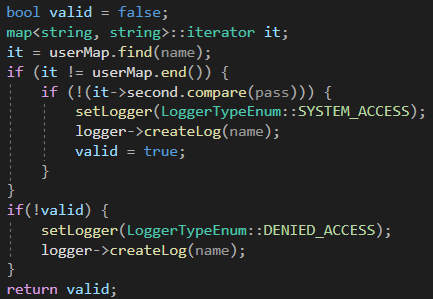 bool valid = false;
map<string, string>::iterator it;
it = userMap.find(name);
if (it != userMap.end()) {
    if (!(it->second.compare(pass))) {
        setLogger(LoggerTypeEnum::SYSTEM_ACCESS);
        logger->createLog(name);
        valid = true;
    }
}
if(!valid) {
    setLogger(LoggerTypeEnum::DENIED_ACCESS);
    logger->createLog(name);
}
return valid;